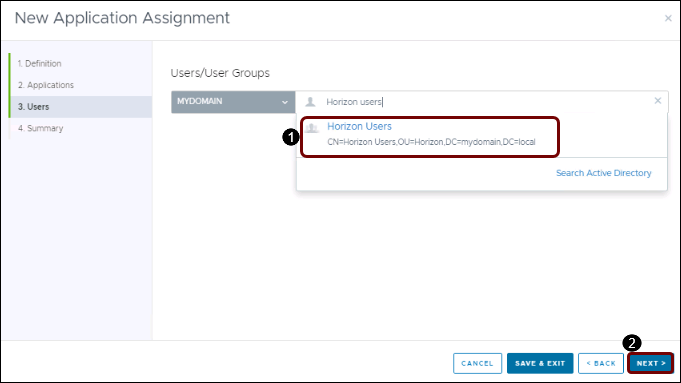 New Application Assignment
×
1. Definition
2. Applications
3. Users
4. Summary
Users/User Groups
MYDOMAIN
Horizon users
×
1
Horizon Users
CN=Horizon Users,OU=Horizon,DC=mydomain,DC=local
Search Active Directory
2
CANCEL
SAVE & EXIT
< BACK
NEXT >